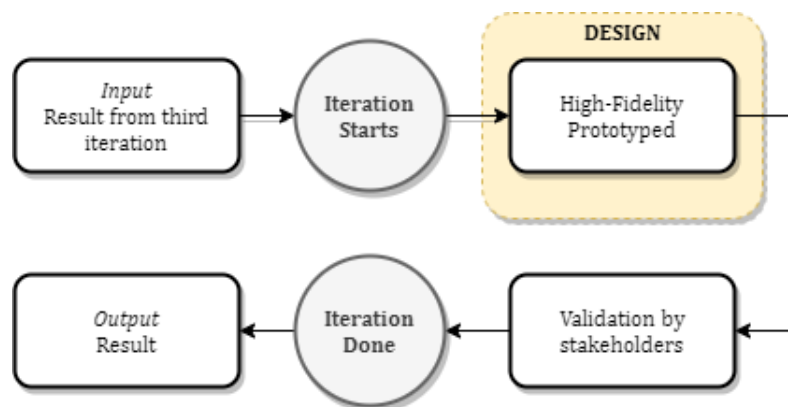 DESIGN
Input
Result from third
iteration
Iteration
Starts
High-Fidelity
Prototyped
Output
Result
Iteration
Done
Validation by
stakeholders